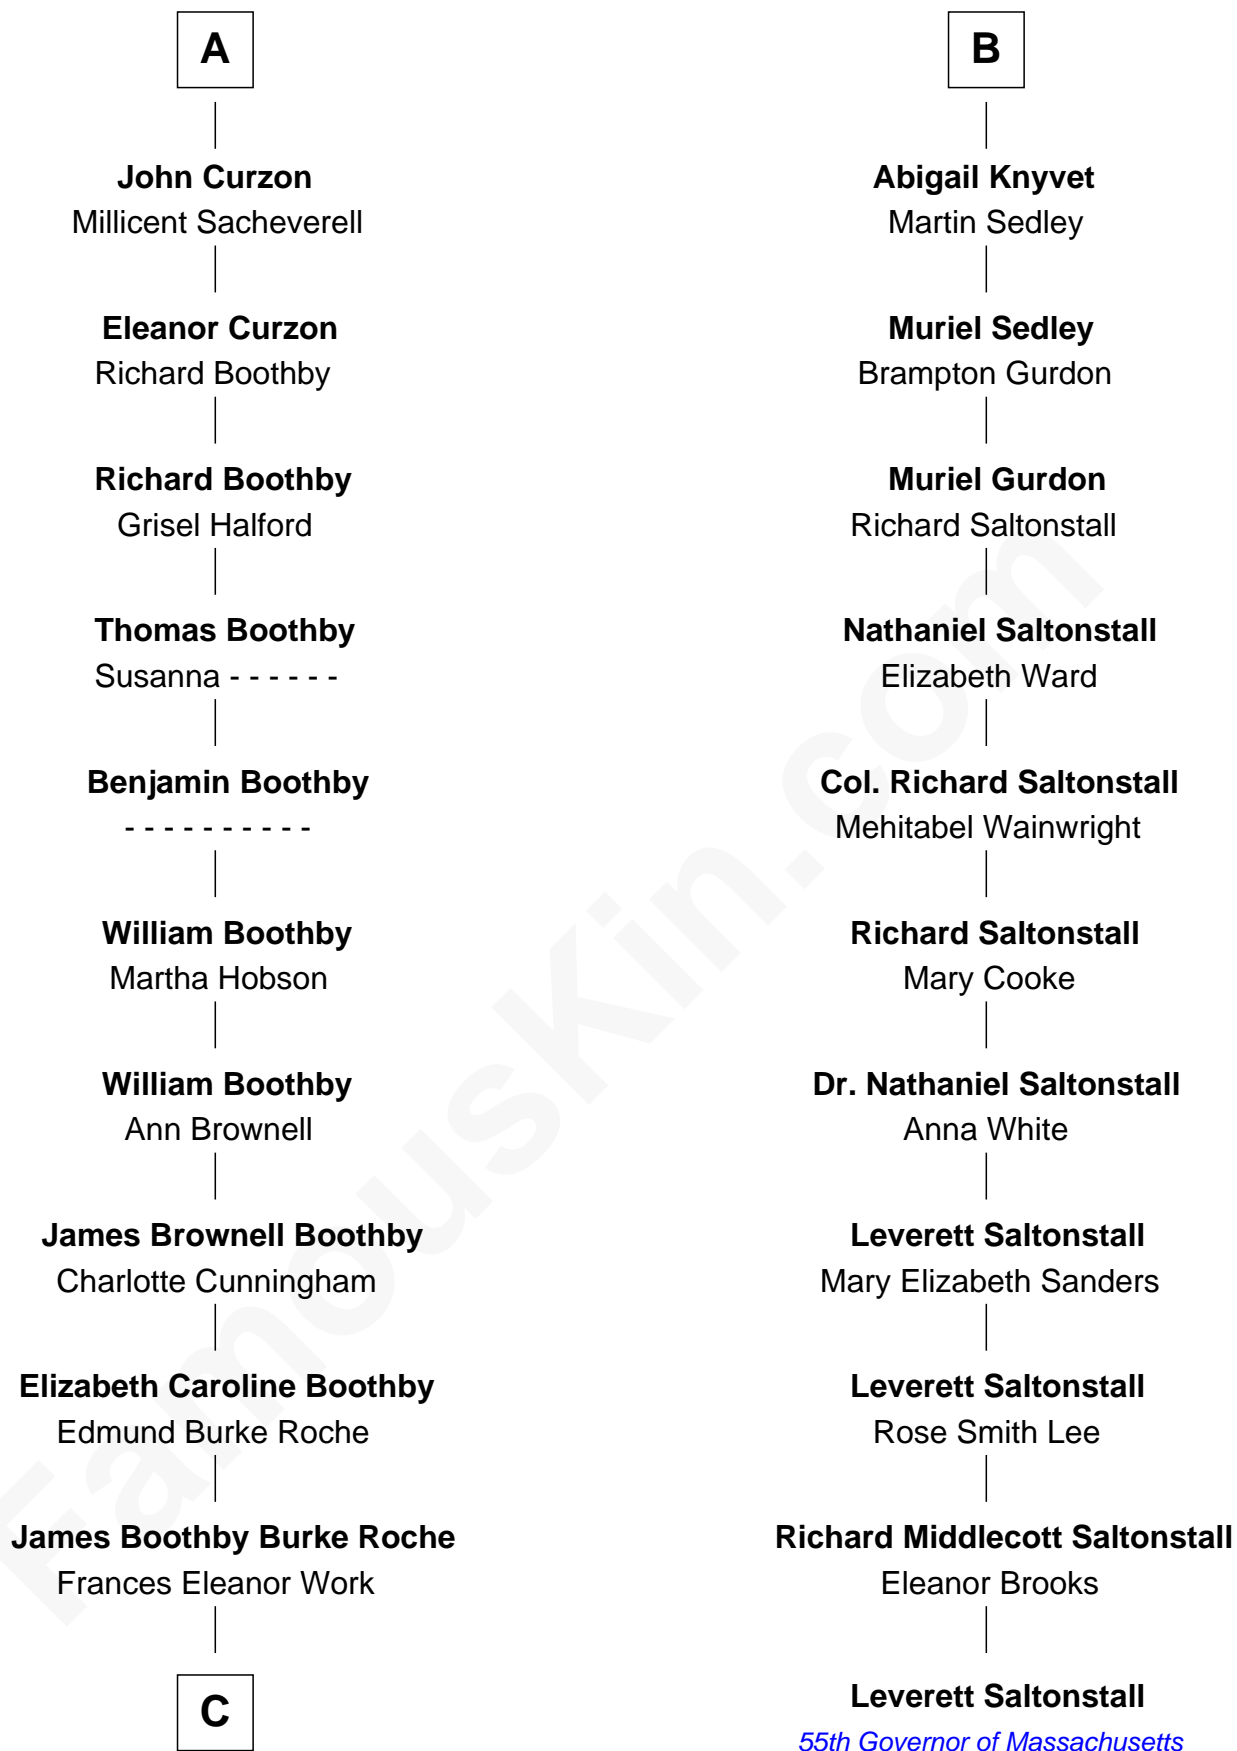 A
John Curzon
Millicent Sacheverell
Eleanor Curzon
Richard Boothby
Richard Boothby
Grisel Halford
Thomas Boothby
Susanna - - - - - -
Benjamin Boothby
- - - - - - - - - -
William Boothby
Martha Hobson
William Boothby
Ann Brownell
James Brownell Boothby
Charlotte Cunningham
Elizabeth Caroline Boothby
Edmund Burke Roche
James Boothby Burke Roche
Frances Eleanor Work
C
B
Abigail Knyvet
Martin Sedley
Muriel Sedley
Brampton Gurdon
Muriel Gurdon
Richard Saltonstall
Nathaniel Saltonstall
Elizabeth Ward
Col. Richard Saltonstall
Mehitabel Wainwright
Richard Saltonstall
Mary Cooke
Dr. Nathaniel Saltonstall
Anna White
Leverett Saltonstall
Mary Elizabeth Sanders
Leverett Saltonstall
Rose Smith Lee
Richard Middlecott Saltonstall
Eleanor Brooks
Leverett Saltonstall
55th Governor of Massachusetts
FamousKin.com